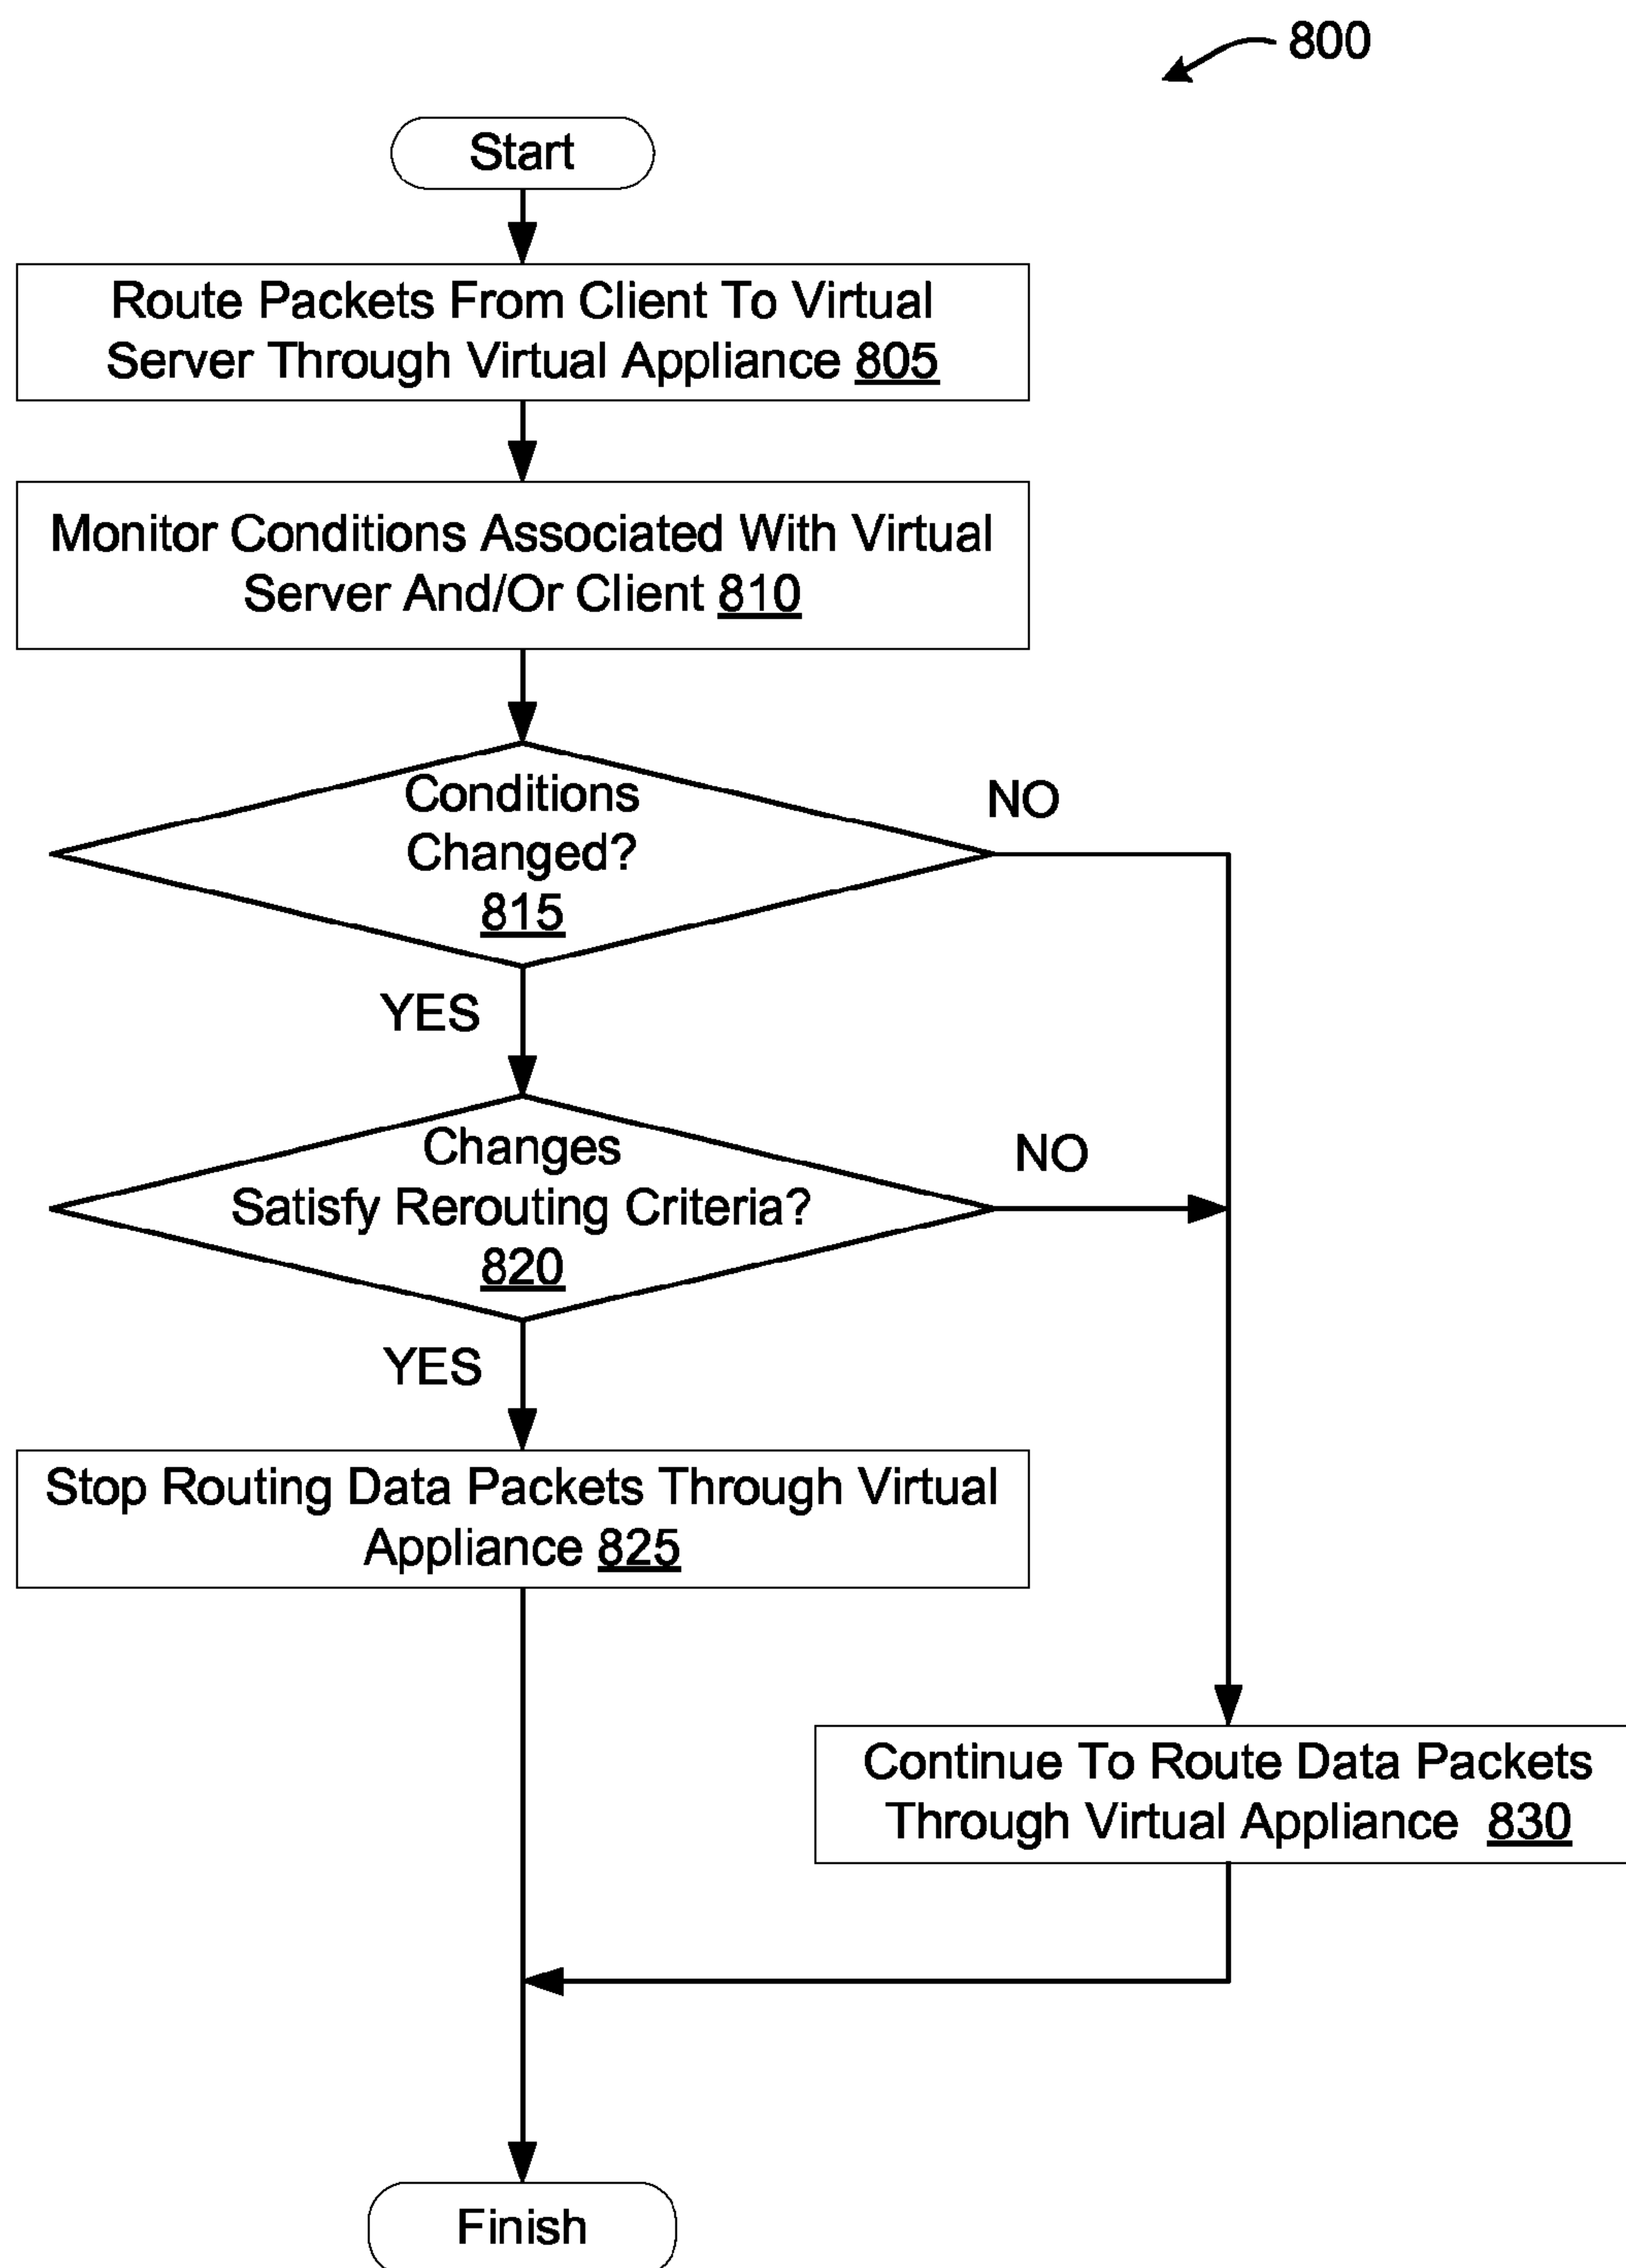 800
Start
Route Packets From Client To Virtual
Server Through Virtual Appliance 805
Monitor Conditions Associated With Virtual
Server And/Or Client 810
Conditions
Changed?
815
NO
YES
Changes
Satisfy Rerouting Criteria?
820
NO
YES
Stop Routing Data Packets Through Virtual
Appliance 825
Continue To Route Data Packets
Through Virtual Appliance 830
Finish